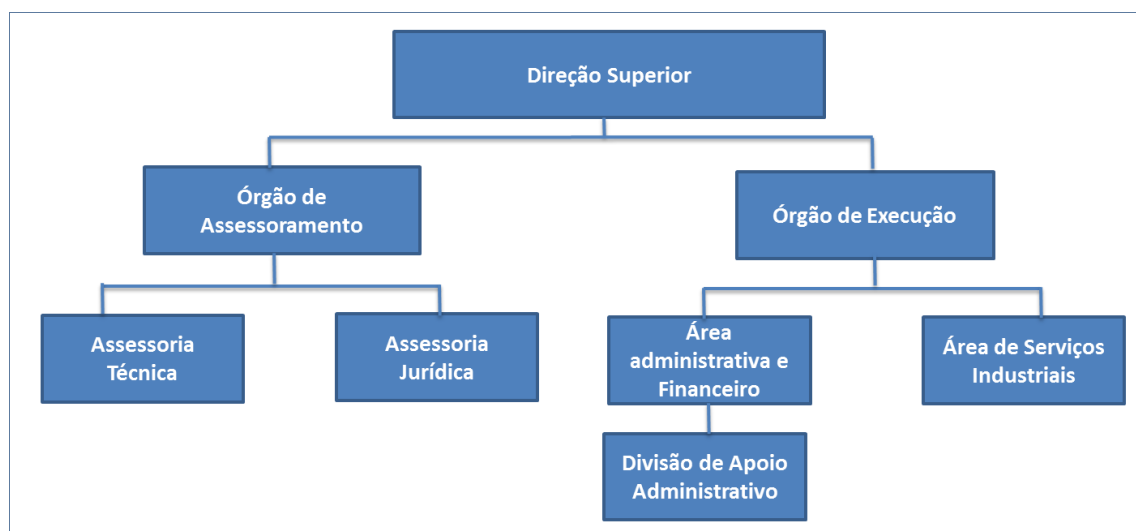 Direção Superior
Órgão de
Assessoramento
Órgão de Execução
Assessoria
Técnica
Assessoria
Jurídica
Área
administrativa e
Financeiro
Área de Serviços
Industriais
Divisão de Apoio
Administrativo